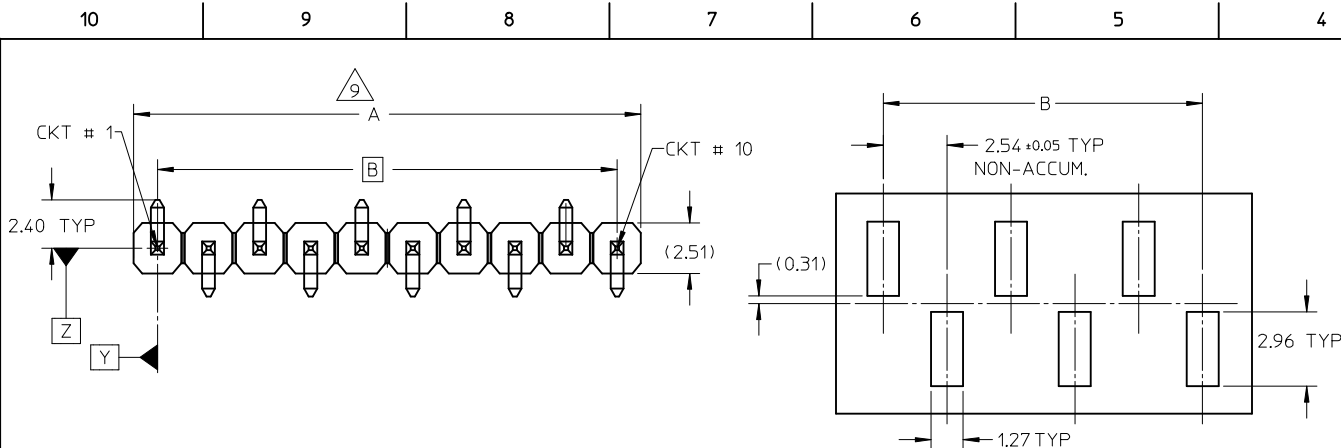 10 9 8 7 6 5 4
9
A
B
CKT # 1
CKT # 10
B
2.54 ±0.05 TYP
NON-ACCUM.
2.40 TYP
(2.51)
(0.31)
Z
Y
2.96 TYP
1.27 TYP